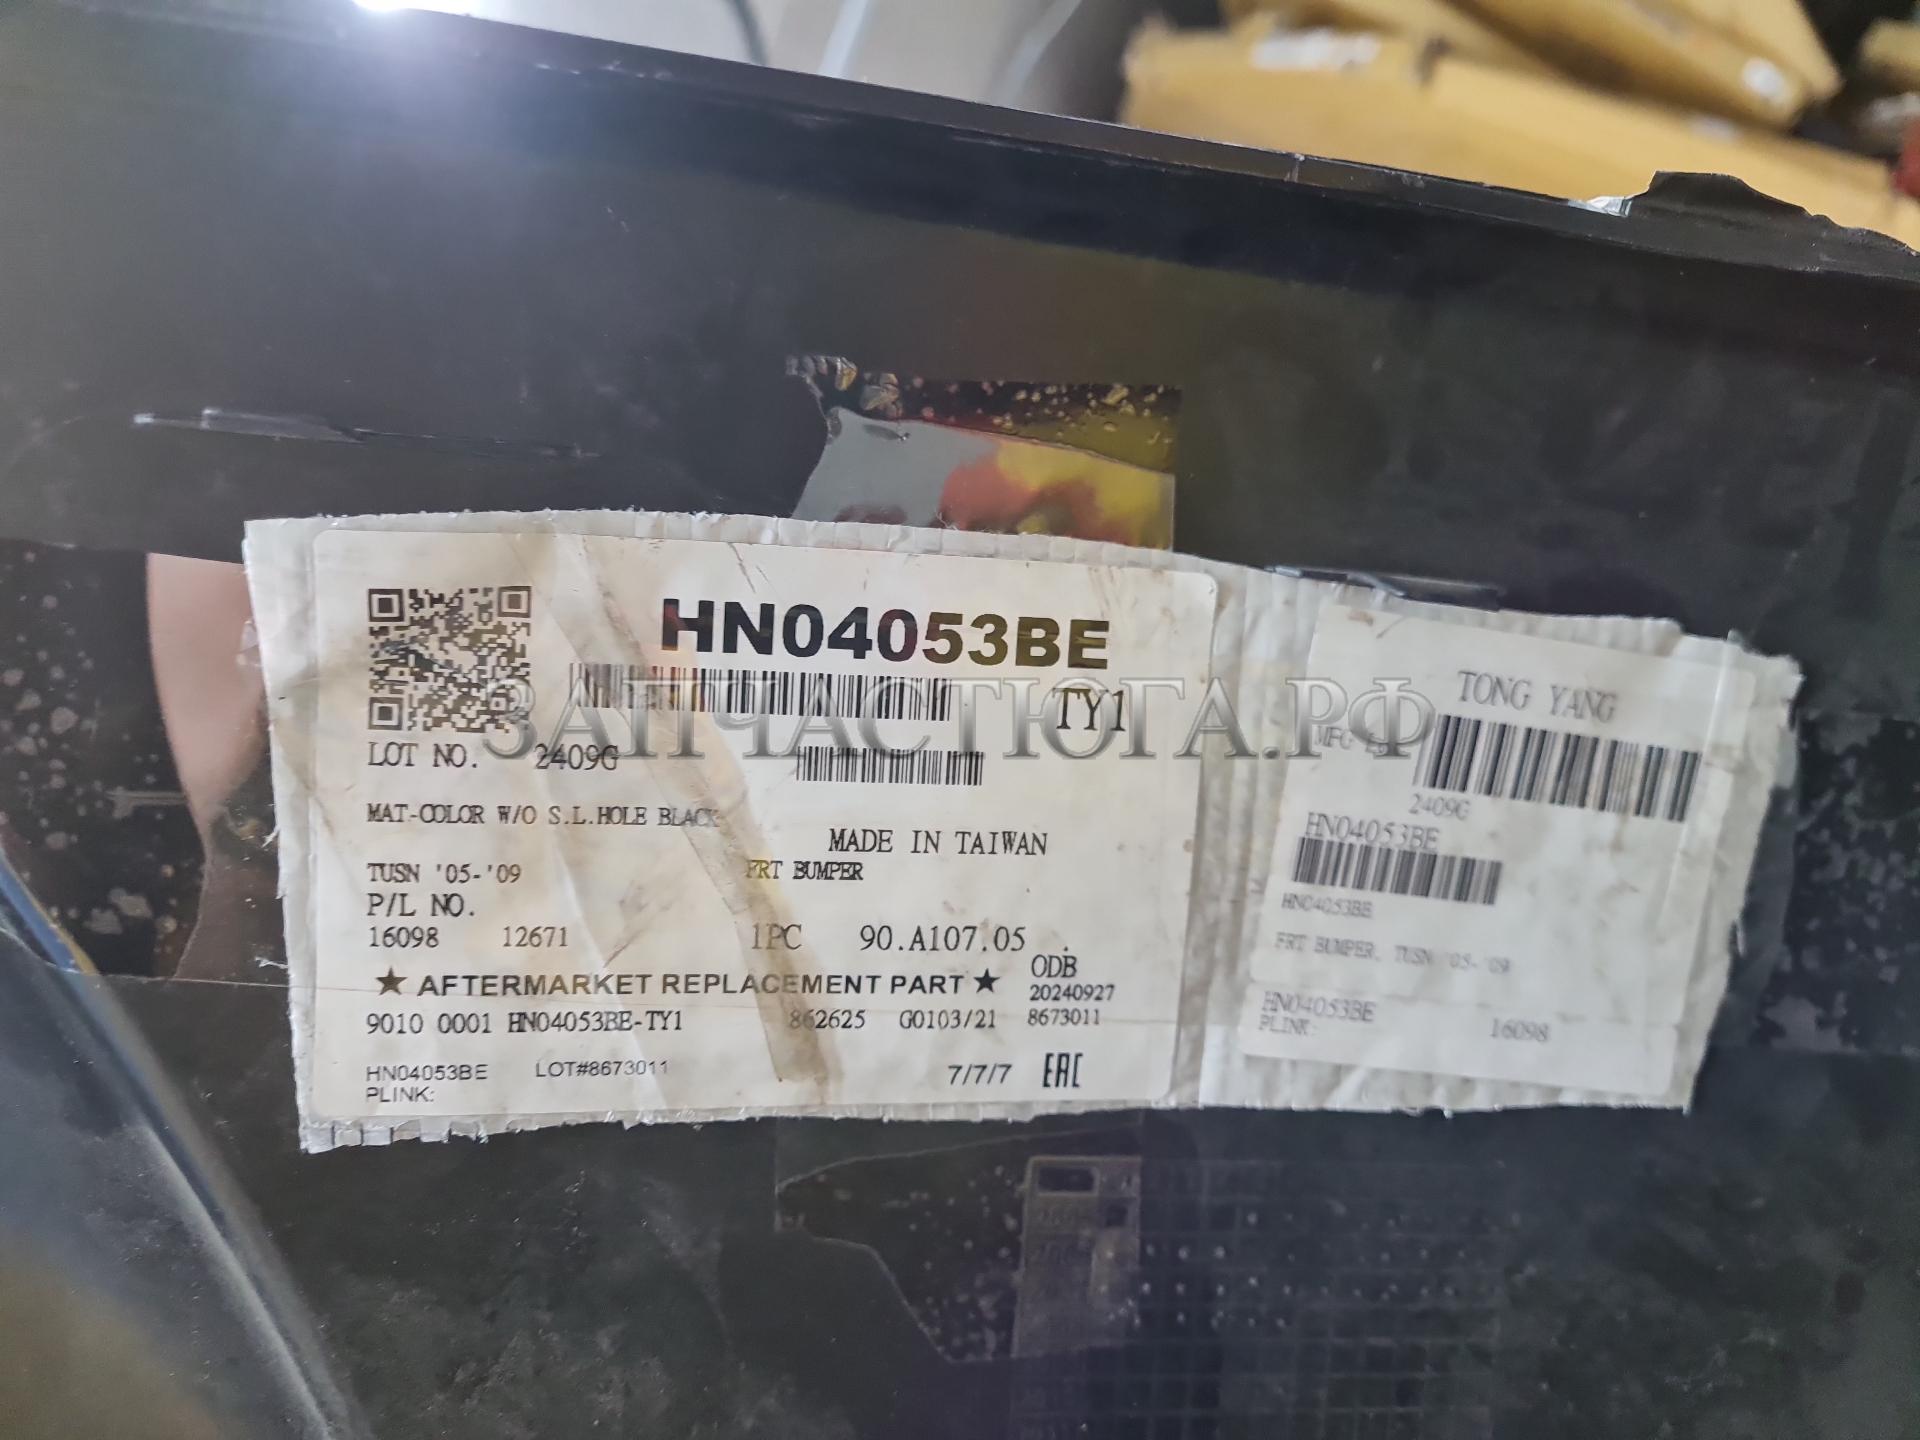 HN04053BE
TY1
LOT NO. 2409G
MAT-COLOR W/O S.L.HOLE BLACK
MADE IN TAIWAN
TUSN '05-'09 FRT BUMPER
P/L NO.
16098 12671 1PC 90.A107.05
★ AFTERMARKET REPLACEMENT PART ★ ODB
20240927
9010 0001 HN04053BE-TY1 862625 G0103/21 8673011
HN04053BE LOT#8673011 7/7/7 EAC
PLINK:
TONG YANG
MFG
2409G
HN04053BE
HN04053BE
FRT BUMPER, TUSN '05-'09
HN04053BE
PLINK: 16098
ЗАПЧАСТЮГА.РФ